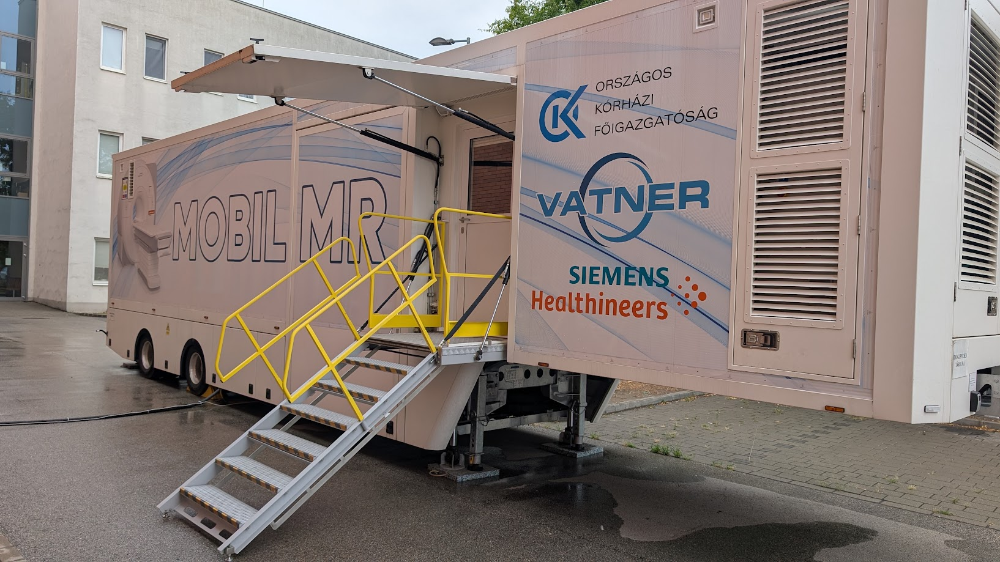 MOBIL MR
ORSZÁGOS
KÓRHÁZI
FŐIGAZGATÓSÁG
VATNER
SIEMENS
Healthineers